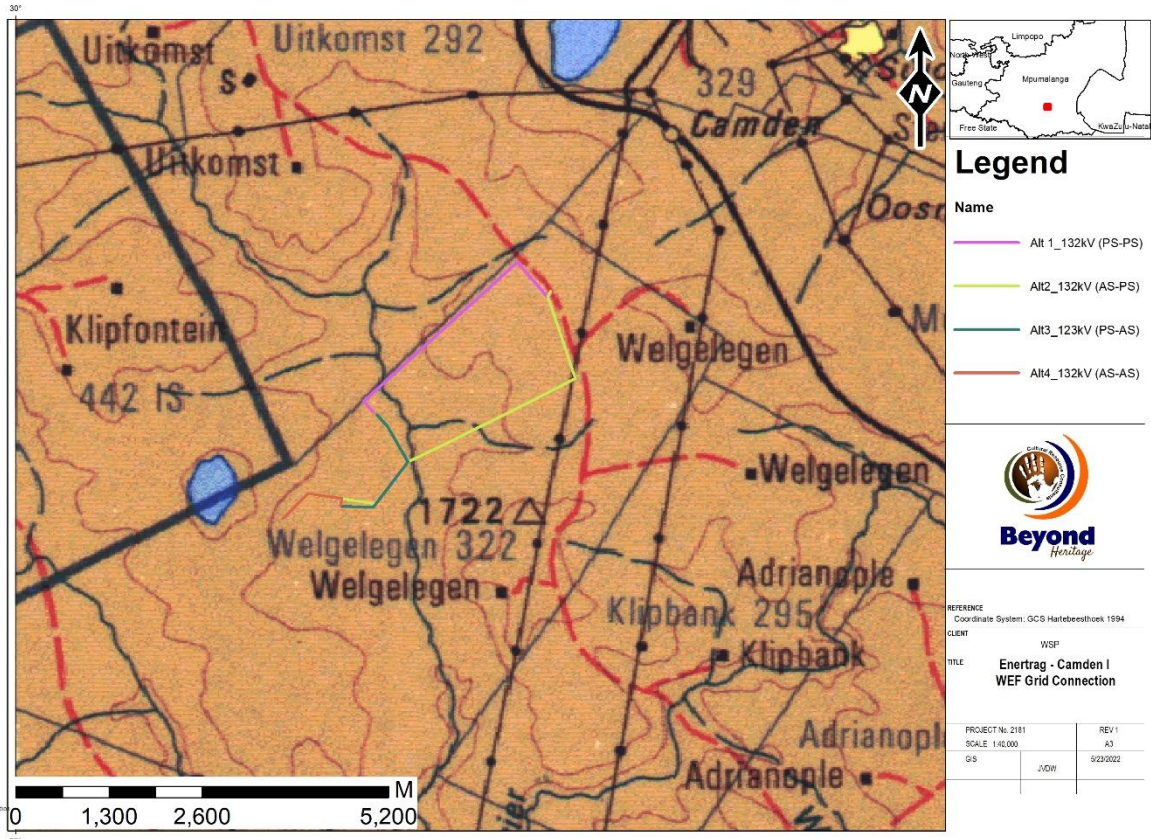 30°
Uitkomst
Uitkomst 292
S
329
Camden
Uitkomst
Klipfontein
442 IS
Welgelegen
Welgelegen
1722
Welgelegen 322
Welgelegen
Adrianople
Klipbank 295
Klipbank
Adrianople
M
0 1,300 2,600 5,200
N
Limpopo
North West
Gauteng
Mpumalanga
Free State
KwaZulu-Natal
Legend
Name
Alt 1_132kV (PS-PS)
Alt2_132kV (AS-PS)
Alt3_123kV (PS-AS)
Alt4_132kV (AS-AS)
Cultural Resource Consultants
Beyond
Heritage
REFERENCE
Coordinate System: GCS Hartebeesthoek 1994
CLIENT
WSP
TITLE
Enertrag - Camden I
WEF Grid Connection
PROJECT No. 2181 REV 1
SCALE 1:40,000 A3
GIS JVDW 5/23/2022